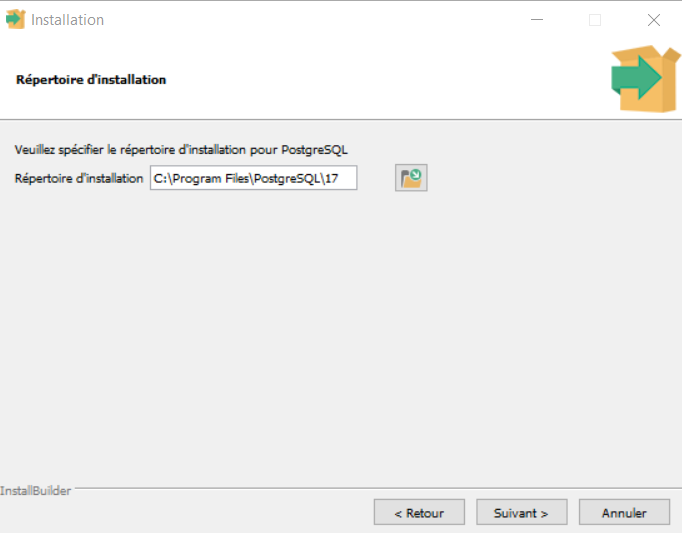 Installation
Répertoire d'installation
Veuillez spécifier le répertoire d'installation pour PostgreSQL
Répertoire d'installation C:\Program Files\PostgreSQL\17
InstallBuilder
< Retour Suivant > Annuler